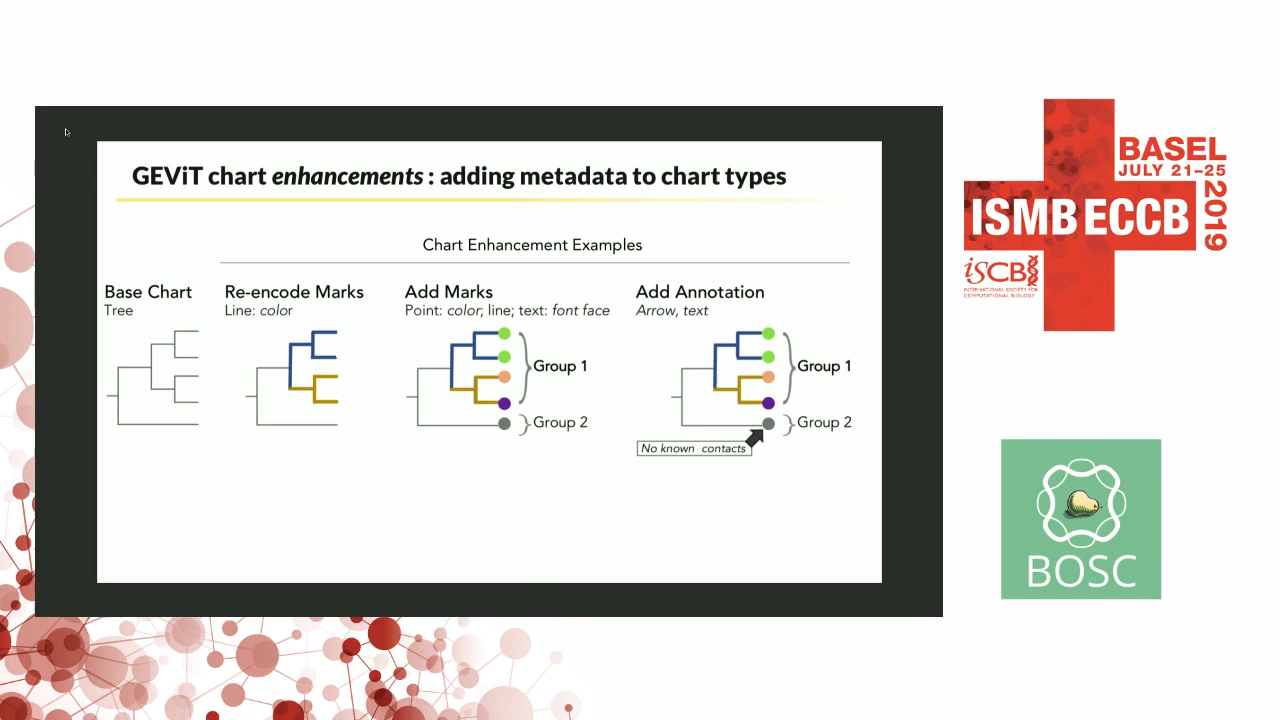 GEViT chart enhancements : adding metadata to chart types
Chart Enhancement Examples
Base Chart
Tree
Re-encode Marks
Line: color
Add Marks
Point: color; line; text: font face
Group 1
Group 2
Add Annotation
Arrow, text
Group 1
Group 2
No known contacts
BASEL
JULY 21–25
2019
ISMB ECCB
iSCB
INTERNATIONAL SOCIETY FOR
COMPUTATIONAL BIOLOGY
BOSC